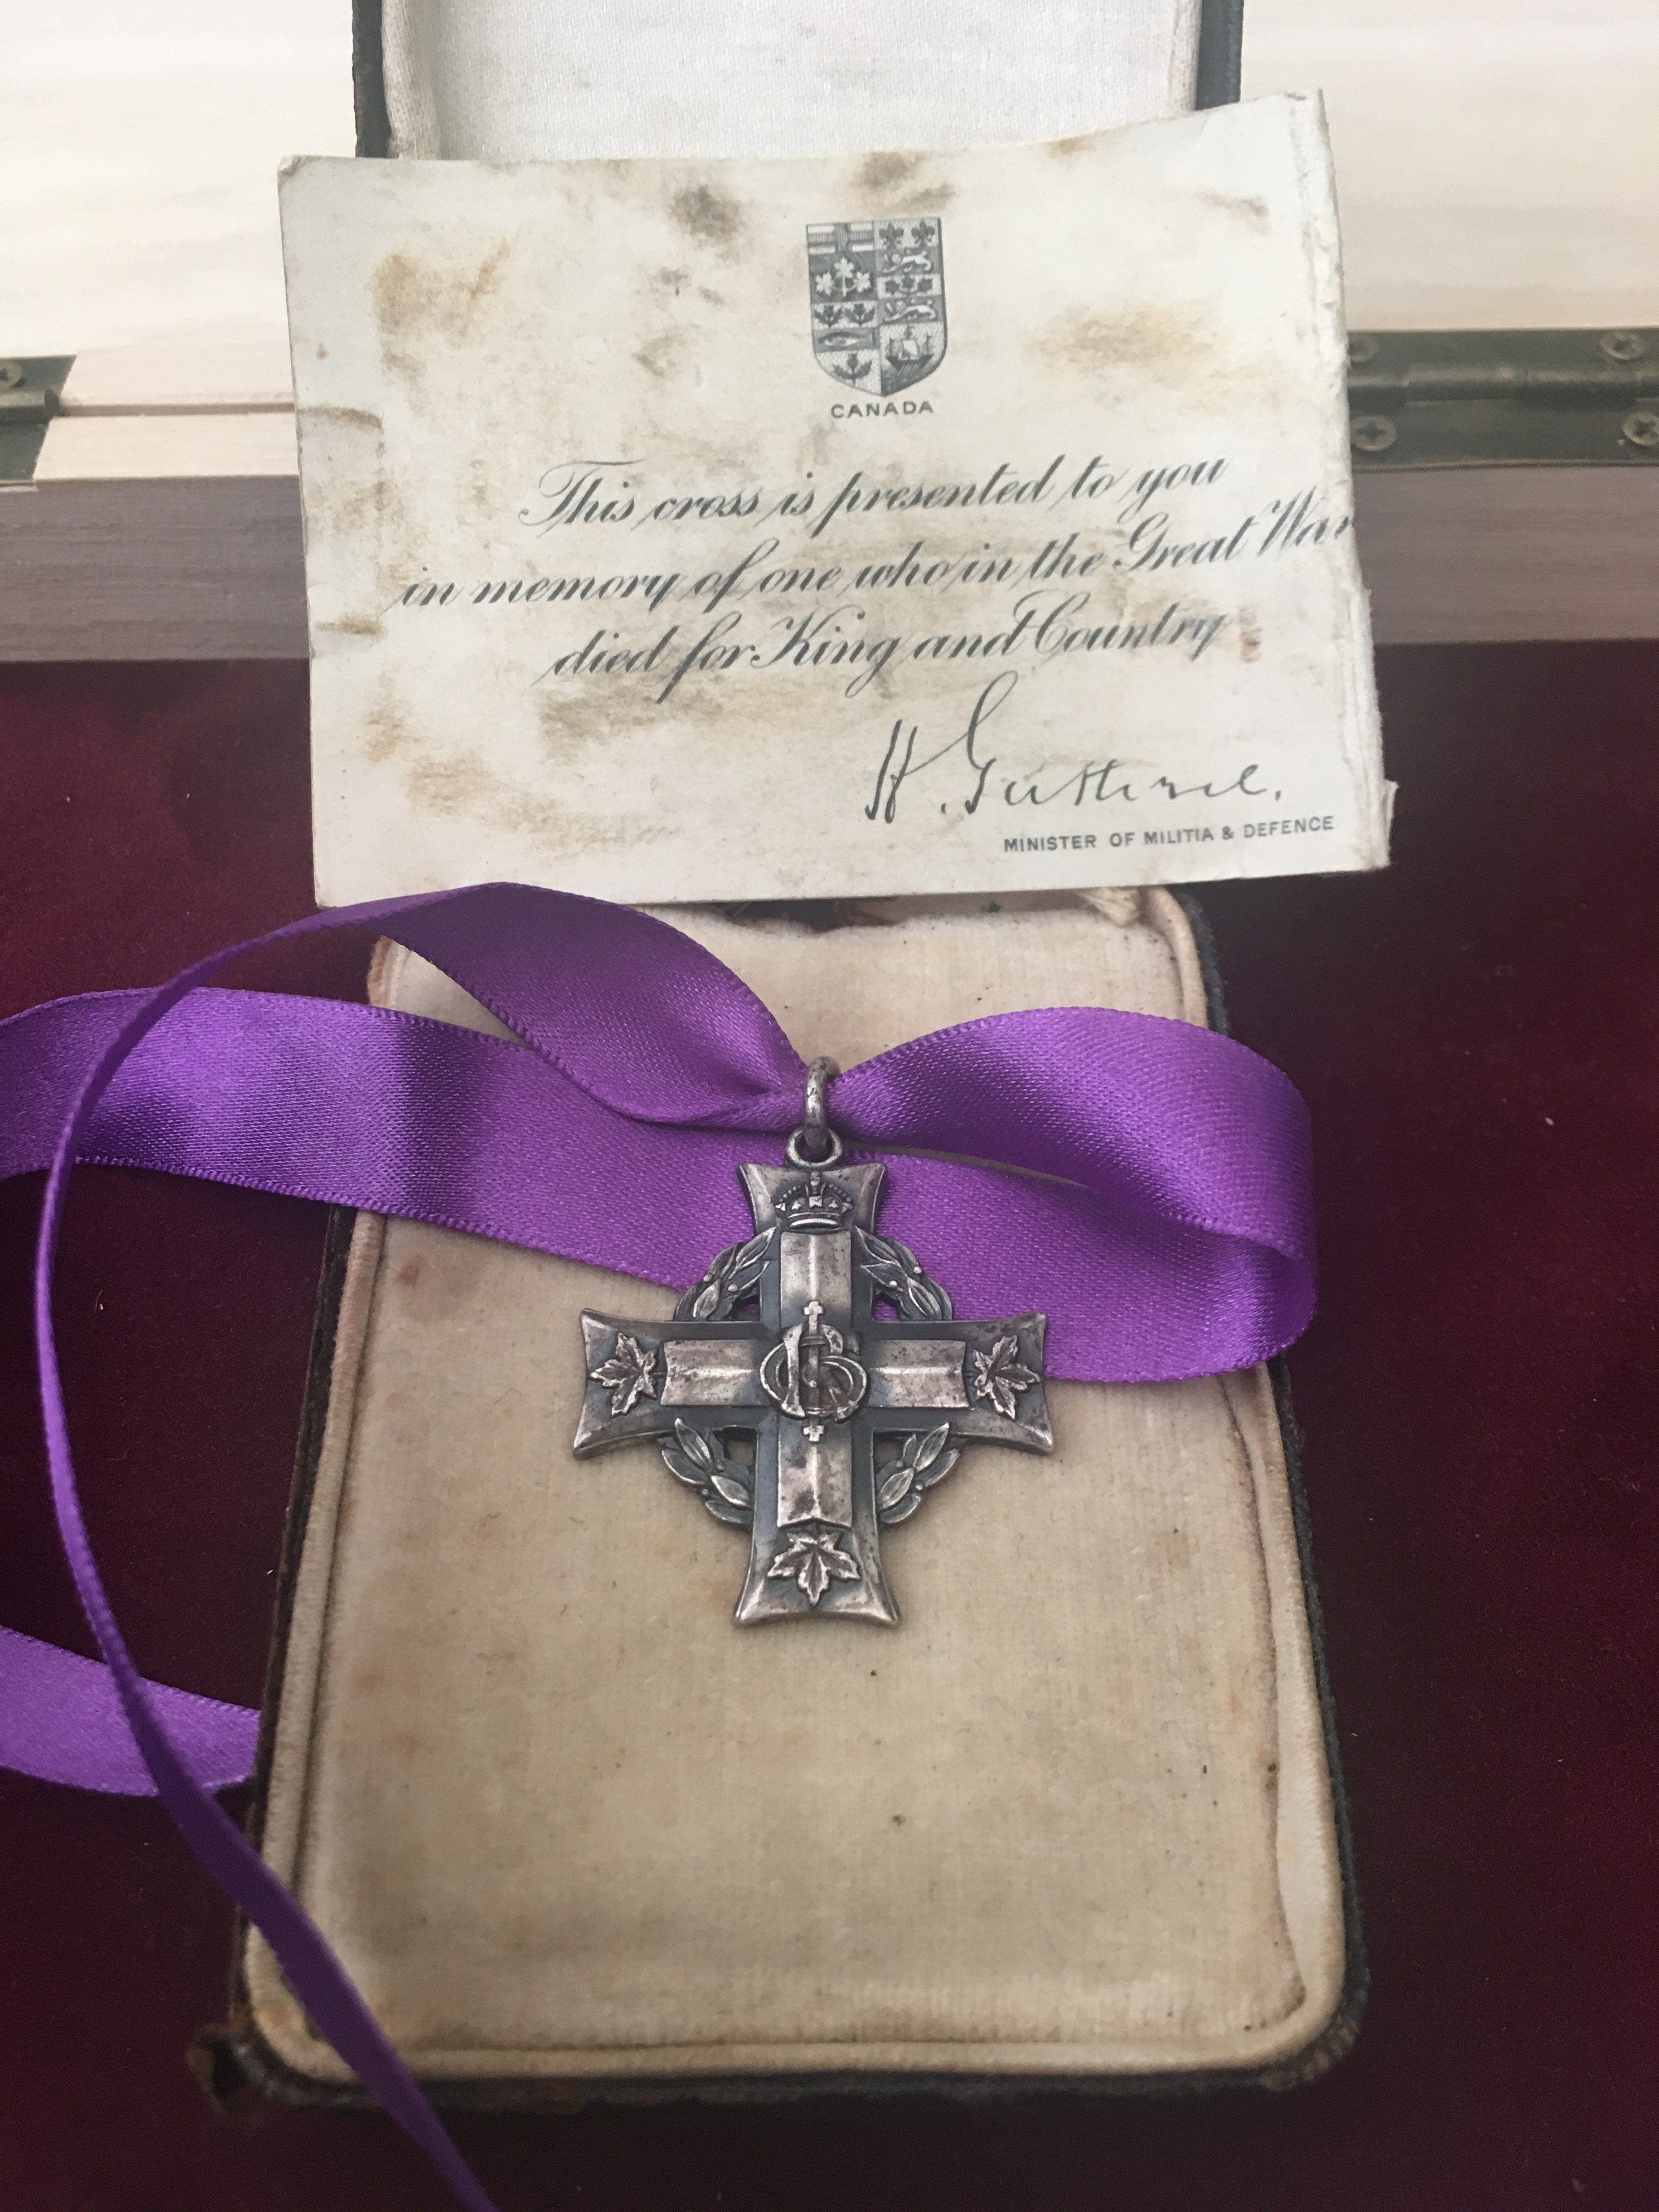 CANADA
This cross is presented to you
in memory of one who in the Great War
died for King and Country
H. Guthrie.
MINISTER OF MILITIA & DEFENCE